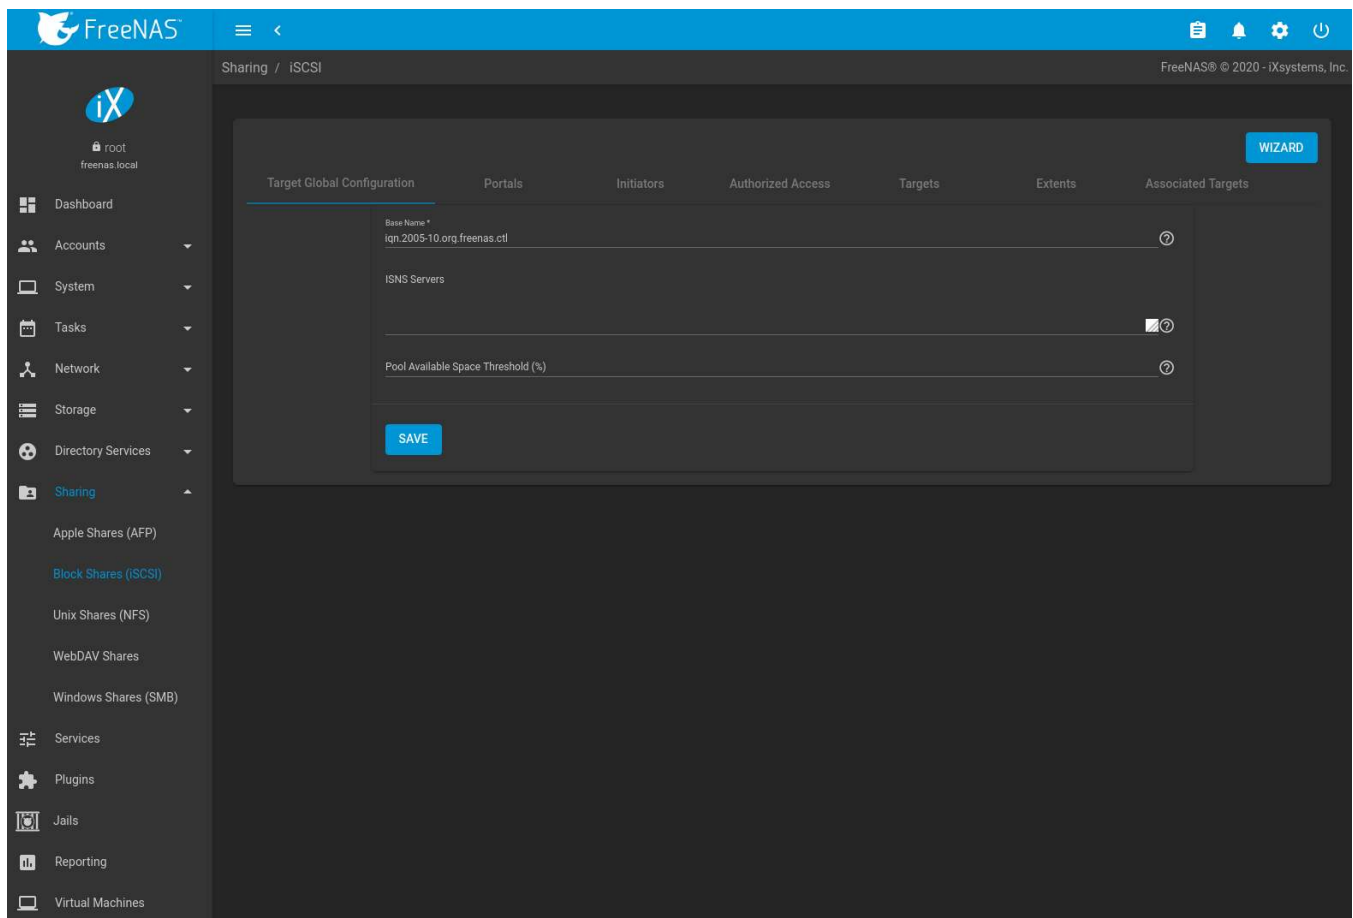 FreeNAS™
Sharing / iSCSI
FreeNAS® © 2020 - iXsystems, Inc.
iX
root
freenas.local
Dashboard
Accounts
System
Tasks
Network
Storage
Directory Services
Sharing
Apple Shares (AFP)
Block Shares (iSCSI)
Unix Shares (NFS)
WebDAV Shares
Windows Shares (SMB)
Services
Plugins
Jails
Reporting
Virtual Machines
WIZARD
Target Global Configuration Portals Initiators Authorized Access Targets Extents Associated Targets
Base Name *
iqn.2005-10.org.freenas.ctl
ISNS Servers
Pool Available Space Threshold (%)
SAVE